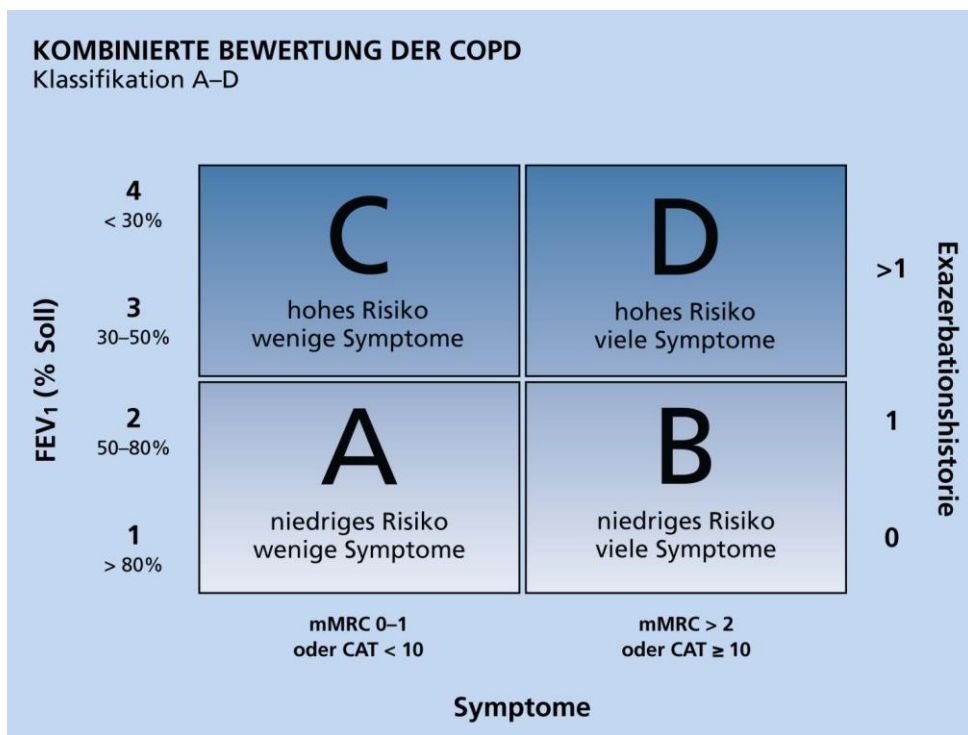 KOMBINIERTE BEWERTUNG DER COPD
Klassifikation A–D
FEV₁ (% Soll)
4
< 30%
3
30–50%
2
50–80%
1
> 80%
C
hohes Risiko
wenige Symptome
D
hohes Risiko
viele Symptome
A
niedriges Risiko
wenige Symptome
B
niedriges Risiko
viele Symptome
>1
1
0
Exazerbationshistorie
mMRC 0–1
oder CAT < 10
mMRC > 2
oder CAT ≥ 10
Symptome